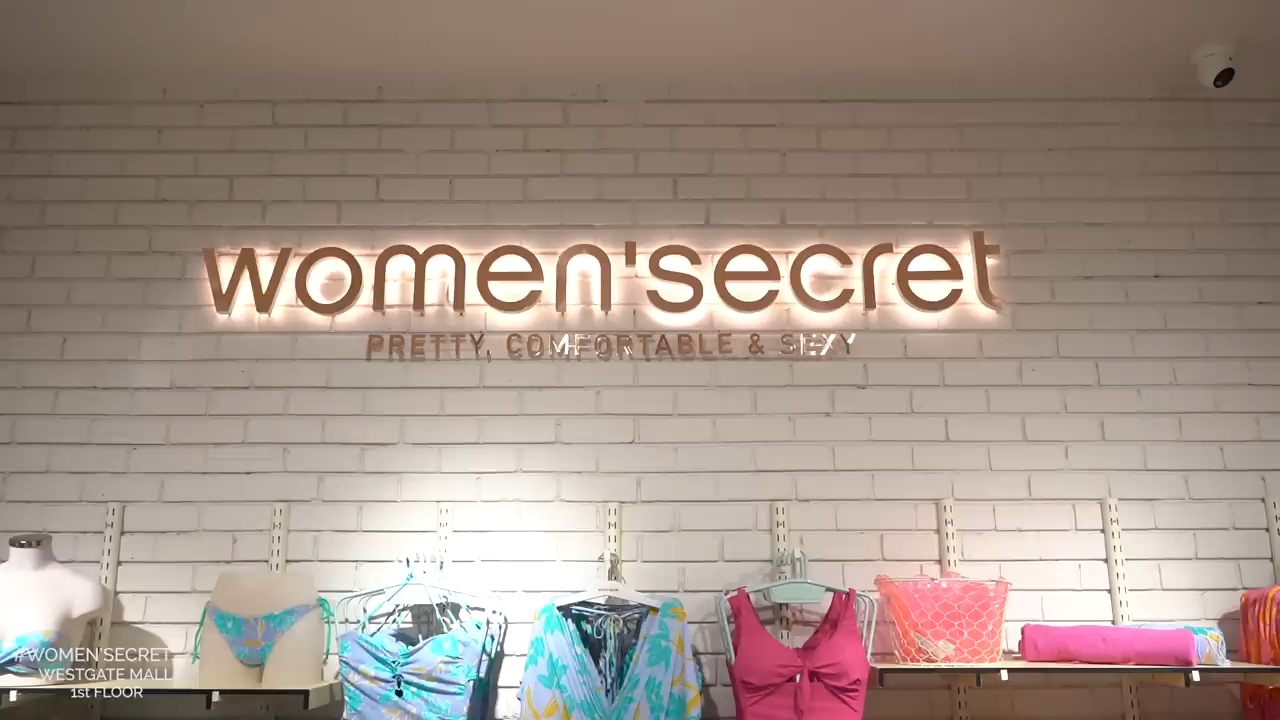 women'secret
PRETTY, COMFORTABLE & SEXY
#WOMEN'SECRET
WESTGATE MALL
1st FLOOR